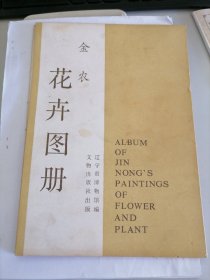 金农
花卉图册
辽宁省博物馆编
文物出版社出版
ALBUM
OF
JIN
NONG'S
PAINTINGS
OF
FLOWER
AND
PLANT